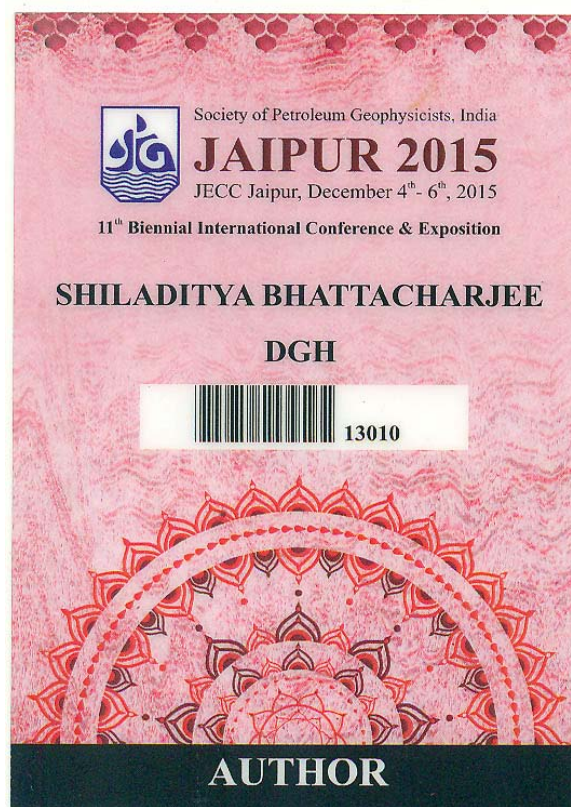 Society of Petroleum Geophysicists, India
JAIPUR 2015
JECC Jaipur, December 4th- 6th, 2015
11th Biennial International Conference & Exposition
SHILADITYA BHATTACHARJEE
DGH
13010
AUTHOR